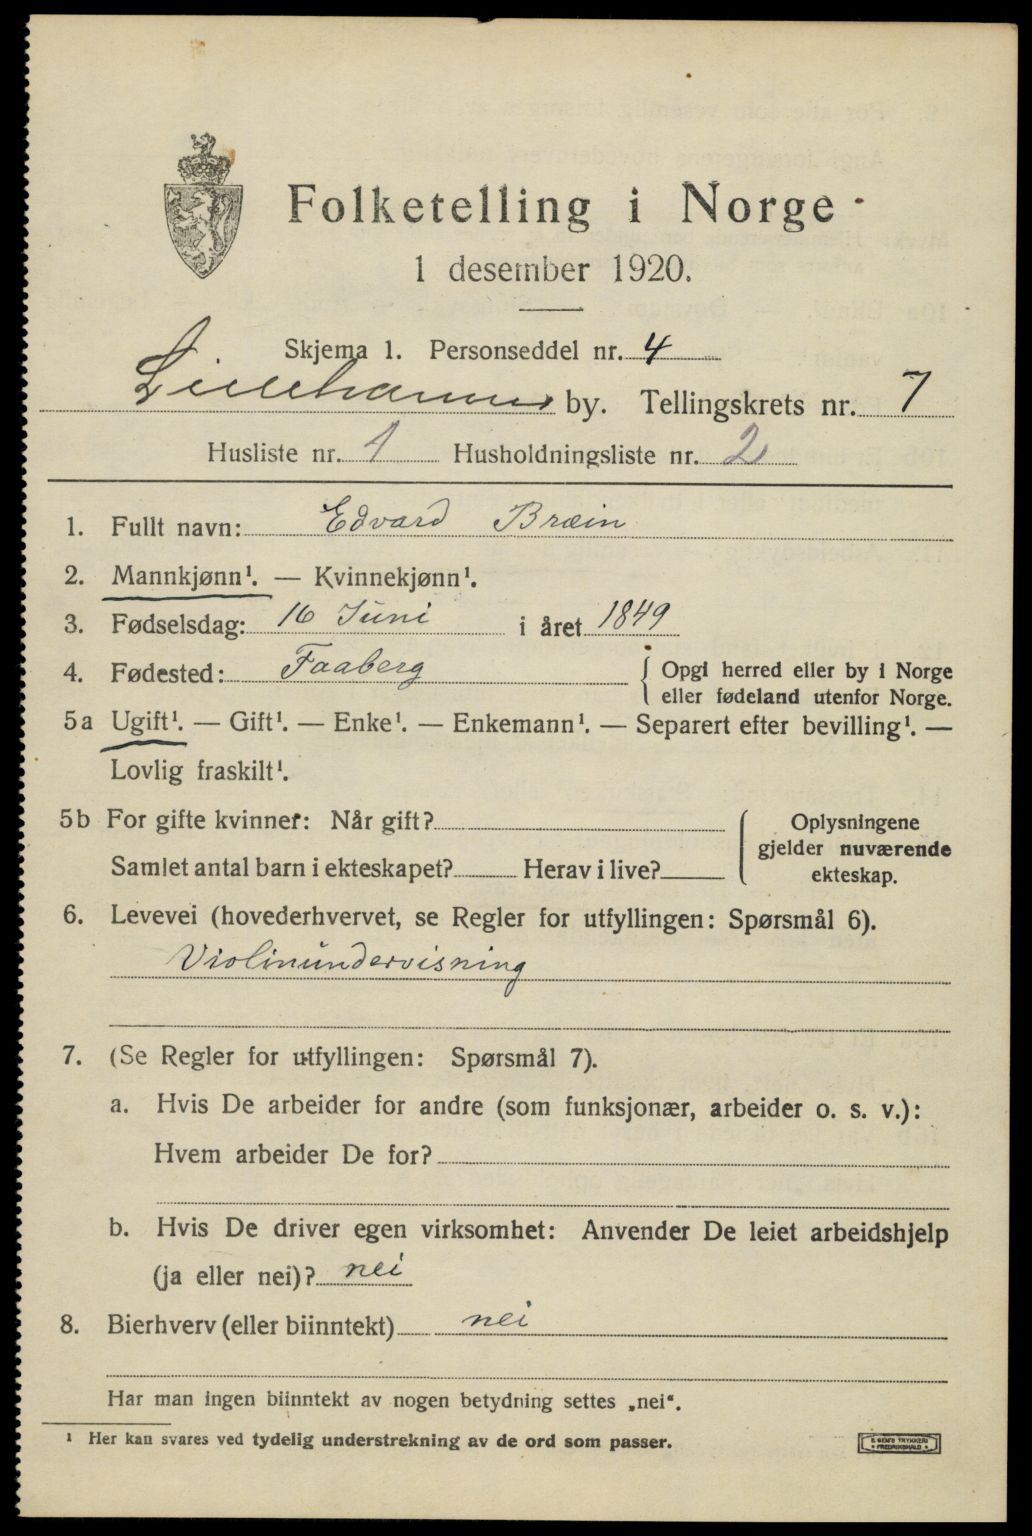 Folketelling i Norge
1 desember 1920.
Skjema 1. Personseddel nr. 4
Lillehammer by. Tellingskrets nr. 7
Husliste nr. 1 Husholdningsliste nr. 2
1. Fullt navn: Edvard Bræin
2. Mannkjønn¹. — Kvinnekjønn¹.
3. Fødselsdag: 16 Juni i året 1849
4. Fødested: Faaberg { Opgi herred eller by i Norge
eller fødeland utenfor Norge.
5a Ugift¹. — Gift¹. — Enke¹. — Enkemann¹. — Separert efter bevilling¹. —
Lovlig fraskilt¹.
5b For gifte kvinner: Når gift? { Oplysningene
gjelder nuværende
Samlet antal barn i ekteskapet? Herav i live? ekteskap.
6. Levevei (hovederhvervet, se Regler for utfyllingen: Spørsmål 6).
Violinundervisning
7. (Se Regler for utfyllingen: Spørsmål 7).
a. Hvis De arbeider for andre (som funksjonær, arbeider o. s. v.):
Hvem arbeider De for?
b. Hvis De driver egen virksomhet: Anvender De leiet arbeidshjelp
(ja eller nei)? nei
8. Bierhverv (eller biinntekt) nei
Har man ingen biinntekt av nogen betydning settes „nei“.
¹ Her kan svares ved tydelig understrekning av de ord som passer.
TRYKKERI
FREDRIKSHALD